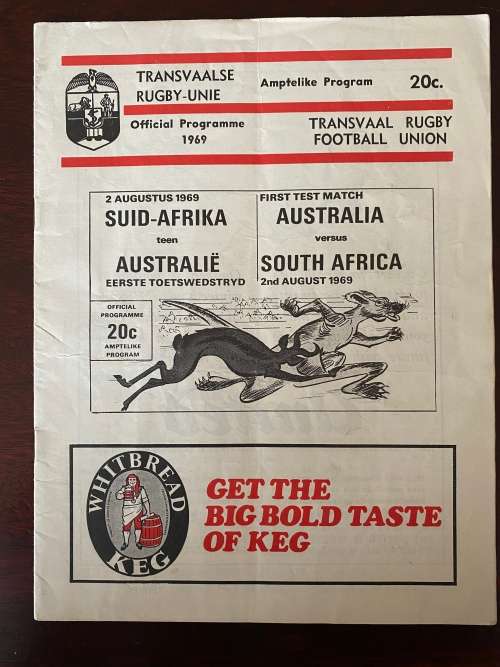 TRANSVAALSE
RUGBY-UNIE
Amptelike Program
20c.
Official Programme
1969
TRANSVAAL RUGBY
FOOTBALL UNION
2 AUGUSTUS 1969
SUID-AFRIKA
teen
AUSTRALIË
EERSTE TOETSWEDSTRYD
FIRST TEST MATCH
AUSTRALIA
versus
SOUTH AFRICA
2nd AUGUST 1969
OFFICIAL
PROGRAMME
20c
AMPTELIKE
PROGRAM
WHITBREAD
KEG
GET THE
BIG BOLD TASTE
OF KEG